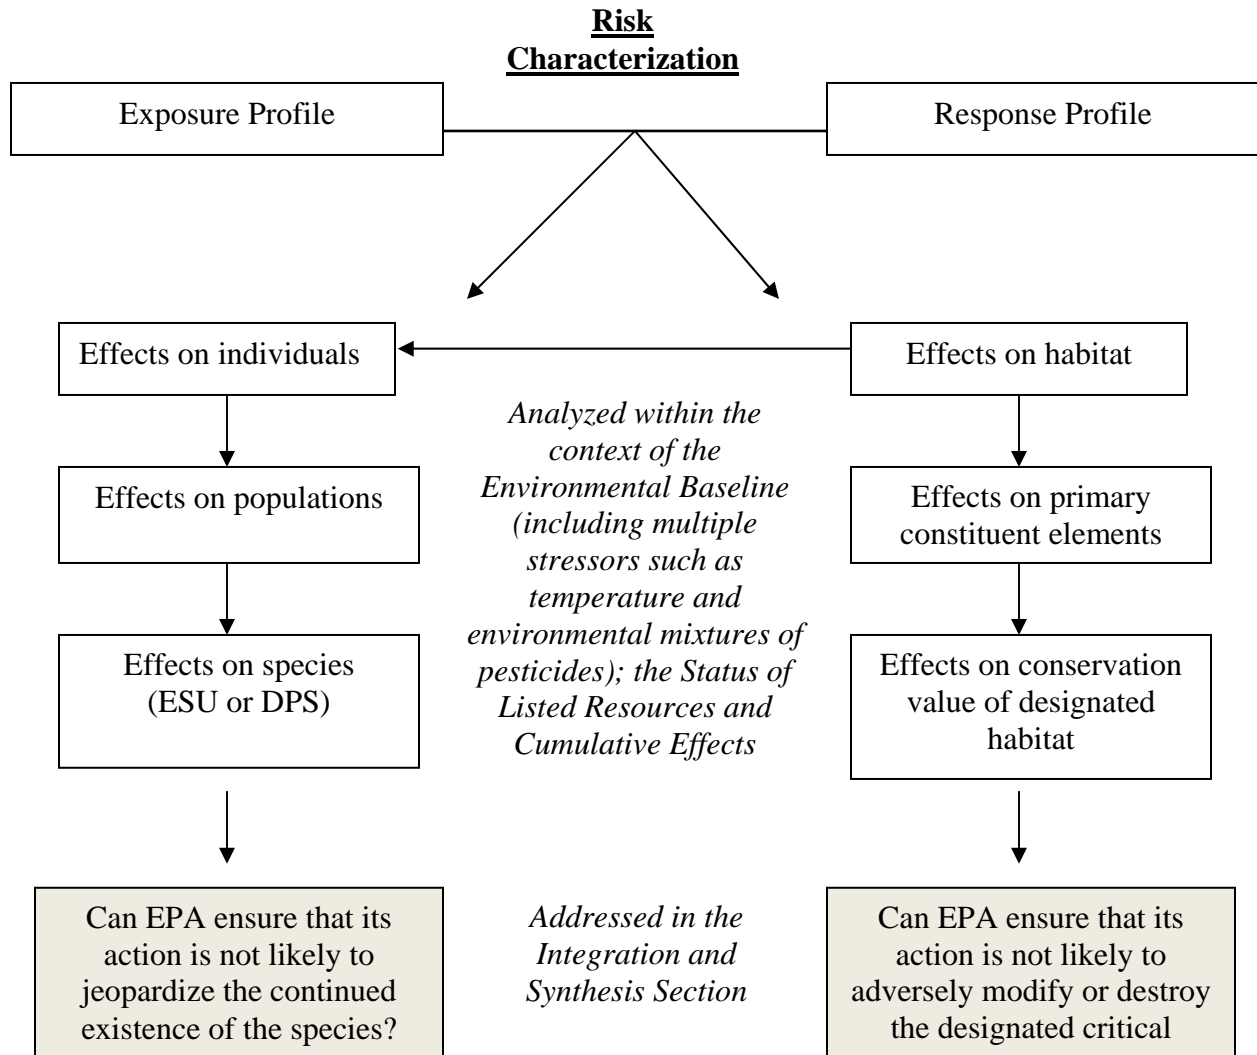 Risk
Characterization
Exposure Profile
Response Profile
Effects on individuals
Effects on habitat
Analyzed within the
context of the
Environmental Baseline
(including multiple
stressors such as
temperature and
environmental mixtures of
pesticides); the Status of
Listed Resources and
Cumulative Effects
Effects on populations
Effects on primary
constituent elements
Effects on species
(ESU or DPS)
Effects on conservation
value of designated
habitat
Can EPA ensure that its
action is not likely to
jeopardize the continued
existence of the species?
Addressed in the
Integration and
Synthesis Section
Can EPA ensure that its
action is not likely to
adversely modify or destroy
the designated critical